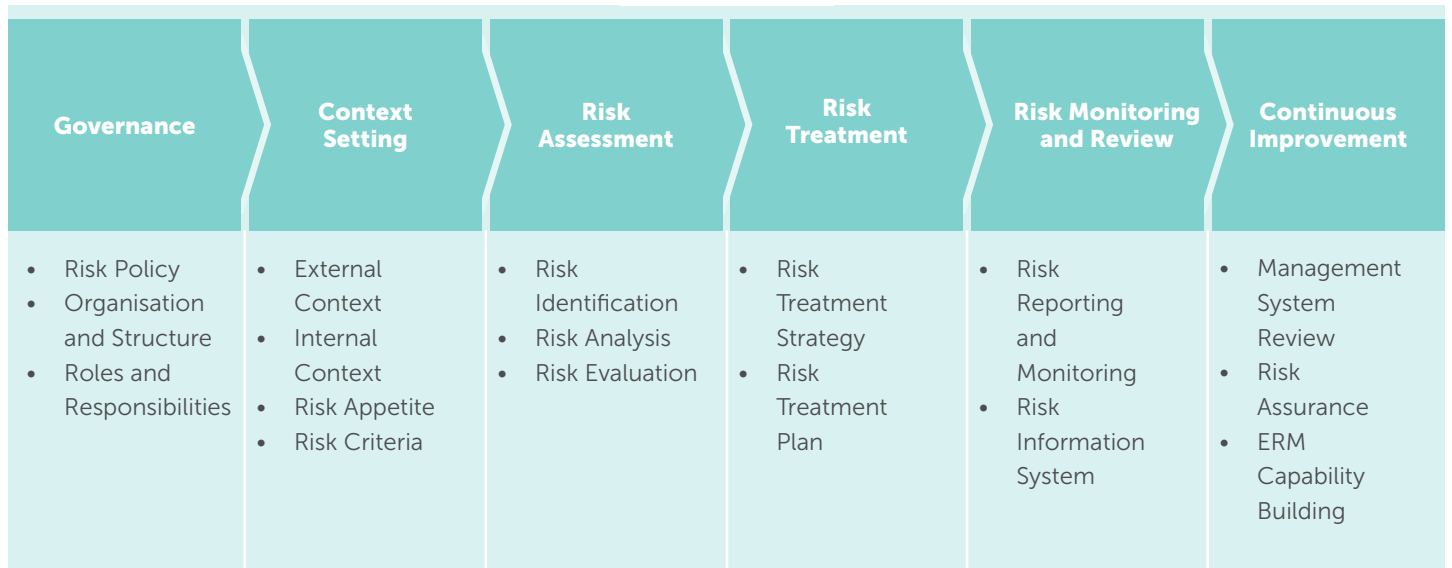 Governance
Context
Setting
Risk
Assessment
Risk
Treatment
Risk Monitoring
and Review
Continuous
Improvement
• Risk Policy
• Organisation
and Structure
• Roles and
Responsibilities
• External
Context
• Internal
Context
• Risk Appetite
• Risk Criteria
• Risk
Identification
• Risk Analysis
• Risk Evaluation
• Risk
Treatment
Strategy
• Risk
Treatment
Plan
• Risk
Reporting
and
Monitoring
• Risk
Information
System
• Management
System
Review
• Risk
Assurance
• ERM
Capability
Building